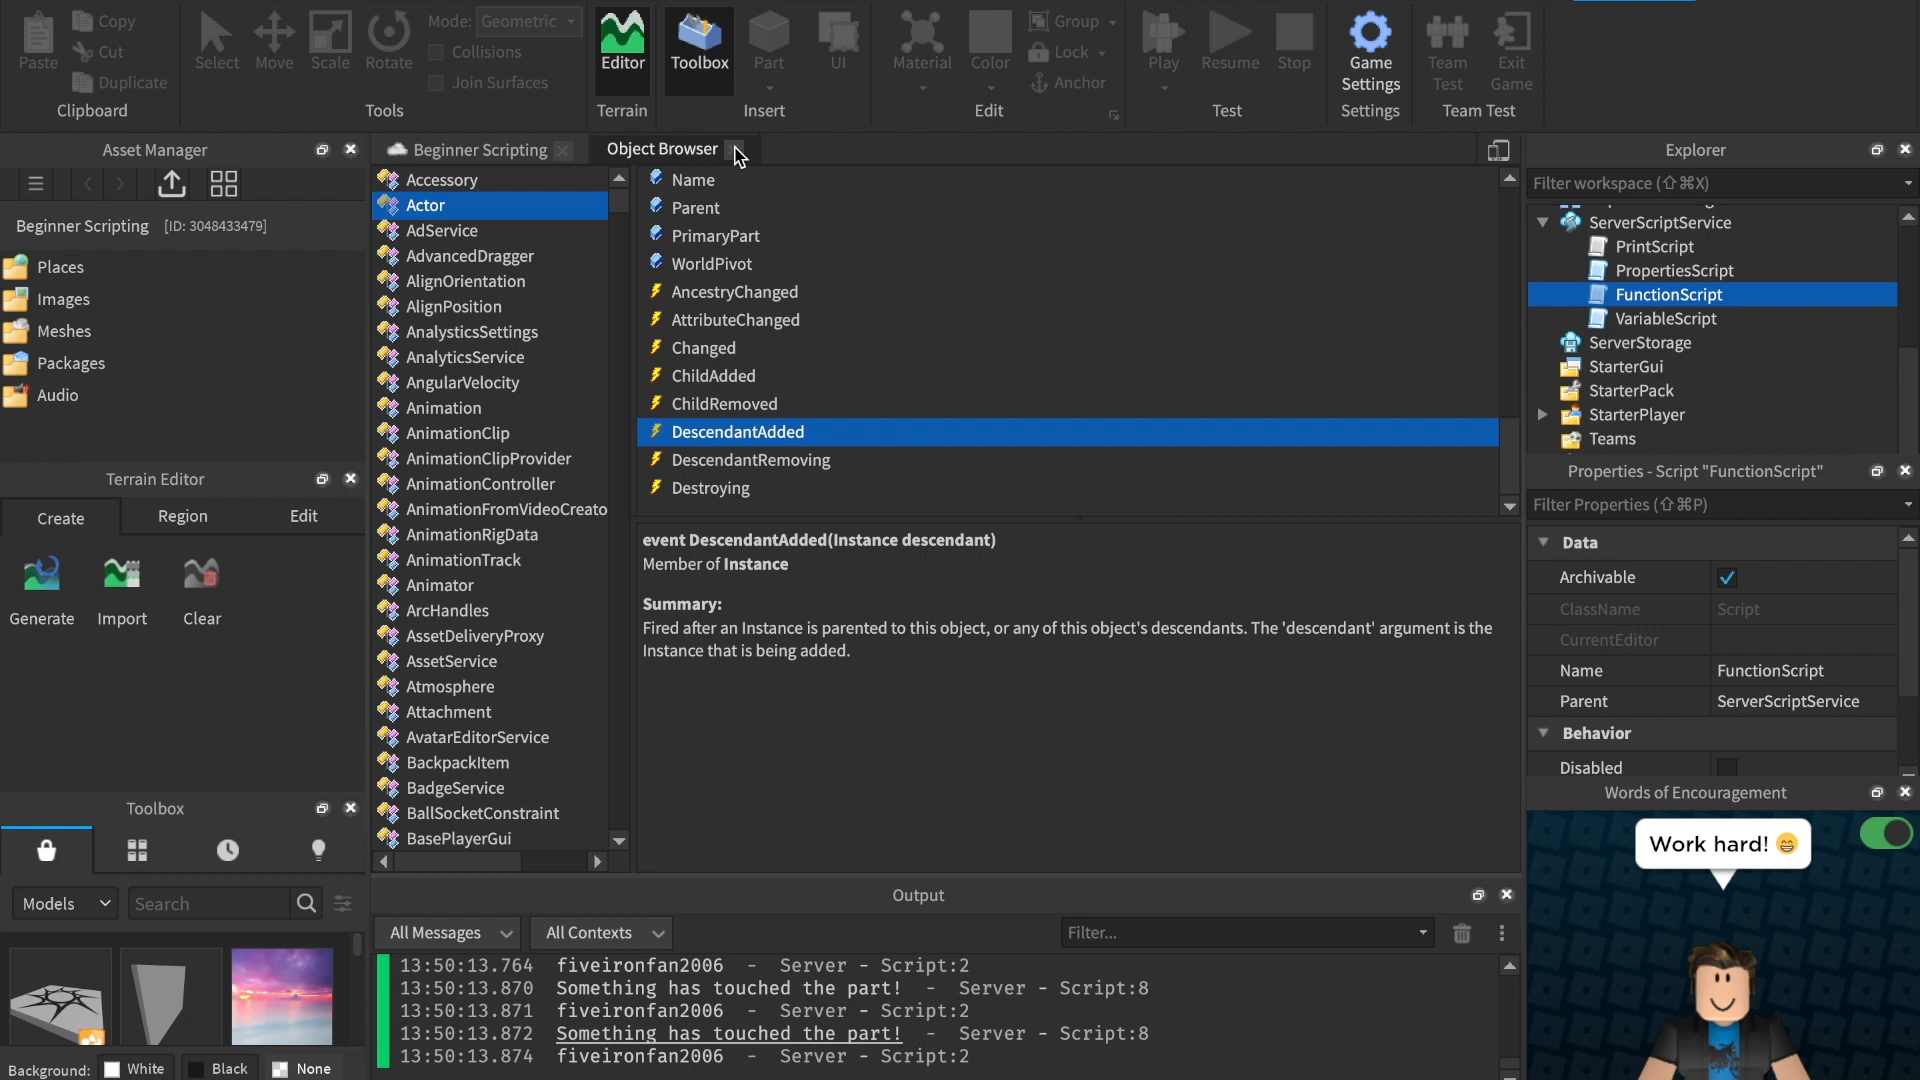 Paste
Copy
Cut
Duplicate
Clipboard
Select
Move
Scale
Rotate
Mode: Geometric
Collisions
Join Surfaces
Tools
Editor
Terrain
Toolbox
Part
UI
Insert
Material
Color
Group
Lock
Anchor
Edit
Play
Resume
Stop
Test
Game
Settings
Settings
Team
Test
Exit
Game
Team Test
Asset Manager
Beginner Scripting [ID: 3048433479]
Places
Images
Meshes
Packages
Audio
Terrain Editor
Create
Region
Edit
Generate
Import
Clear
Toolbox
Models
Search
Background:
White
Black
None
Beginner Scripting
Object Browser
Accessory
Actor
AdService
AdvancedDragger
AlignOrientation
AlignPosition
AnalysticsSettings
AnalyticsService
AngularVelocity
Animation
AnimationClip
AnimationClipProvider
AnimationController
AnimationFromVideoCreato
AnimationRigData
AnimationTrack
Animator
ArcHandles
AssetDeliveryProxy
AssetService
Atmosphere
Attachment
AvatarEditorService
BackpackItem
BadgeService
BallSocketConstraint
BasePlayerGui
Name
Parent
PrimaryPart
WorldPivot
AncestryChanged
AttributeChanged
Changed
ChildAdded
ChildRemoved
DescendantAdded
DescendantRemoving
Destroying
event DescendantAdded(Instance descendant)
Member of Instance
Summary:
Fired after an Instance is parented to this object, or any of this object's descendants. The 'descendant' argument is the
Instance that is being added.
Output
All Messages
All Contexts
Filter...
13:50:13.764 fiveironfan2006 - Server - Script:2
13:50:13.870 Something has touched the part! - Server - Script:8
13:50:13.871 fiveironfan2006 - Server - Script:2
13:50:13.872 Something has touched the part! - Server - Script:8
13:50:13.874 fiveironfan2006 - Server - Script:2
Explorer
Filter workspace (⇧⌘X)
ServerScriptService
PrintScript
PropertiesScript
FunctionScript
VariableScript
ServerStorage
StarterGui
StarterPack
StarterPlayer
Teams
Properties - Script "FunctionScript"
Filter Properties (⇧⌘P)
Data
Archivable
ClassName Script
CurrentEditor
Name FunctionScript
Parent ServerScriptService
Behavior
Disabled
Words of Encouragement
Work hard! 😄